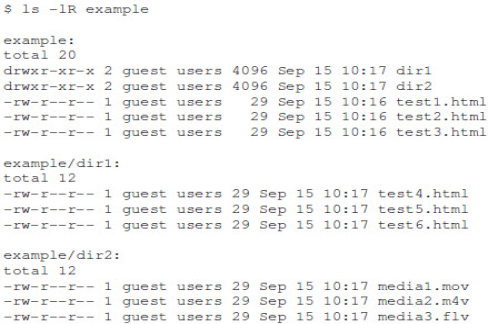 $ ls -lR example
example:
total 20
drwxr-xr-x 2 guest users 4096 Sep 15 10:17 dir1
drwxr-xr-x 2 guest users 4096 Sep 15 10:17 dir2
-rw-r--r-- 1 guest users   29 Sep 15 10:16 test1.html
-rw-r--r-- 1 guest users   29 Sep 15 10:16 test2.html
-rw-r--r-- 1 guest users   29 Sep 15 10:16 test3.html
example/dir1:
total 12
-rw-r--r-- 1 guest users 29 Sep 15 10:17 test4.html
-rw-r--r-- 1 guest users 29 Sep 15 10:17 test5.html
-rw-r--r-- 1 guest users 29 Sep 15 10:17 test6.html
example/dir2:
total 12
-rw-r--r-- 1 guest users 29 Sep 15 10:17 media1.mov
-rw-r--r-- 1 guest users 29 Sep 15 10:17 media2.m4v
-rw-r--r-- 1 guest users 29 Sep 15 10:17 media3.flv